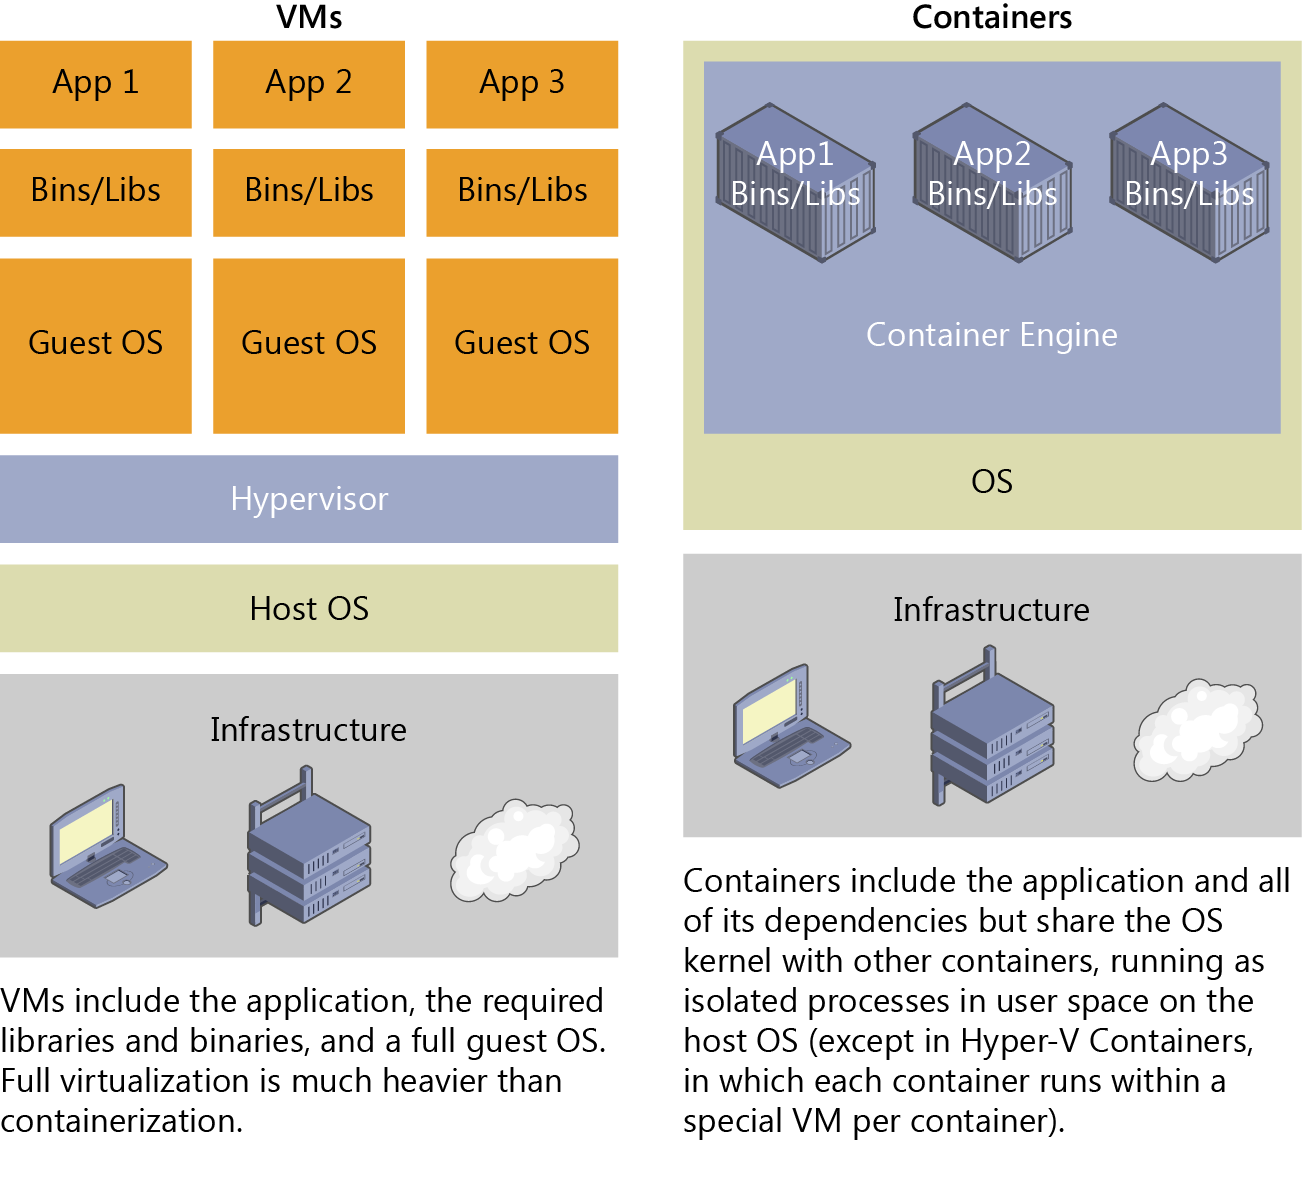 VMs
App 1
App 2
App 3
Bins/Libs
Bins/Libs
Bins/Libs
Guest OS
Guest OS
Guest OS
Hypervisor
Host OS
Infrastructure
VMs include the application, the required
libraries and binaries, and a full guest OS.
Full virtualization is much heavier than
containerization.
Containers
App1
Bins/Libs
App2
Bins/Libs
App3
Bins/Libs
Container Engine
OS
Infrastructure
Containers include the application and all
of its dependencies but share the OS
kernel with other containers, running as
isolated processes in user space on the
host OS (except in Hyper-V Containers,
in which each container runs within a
special VM per container).